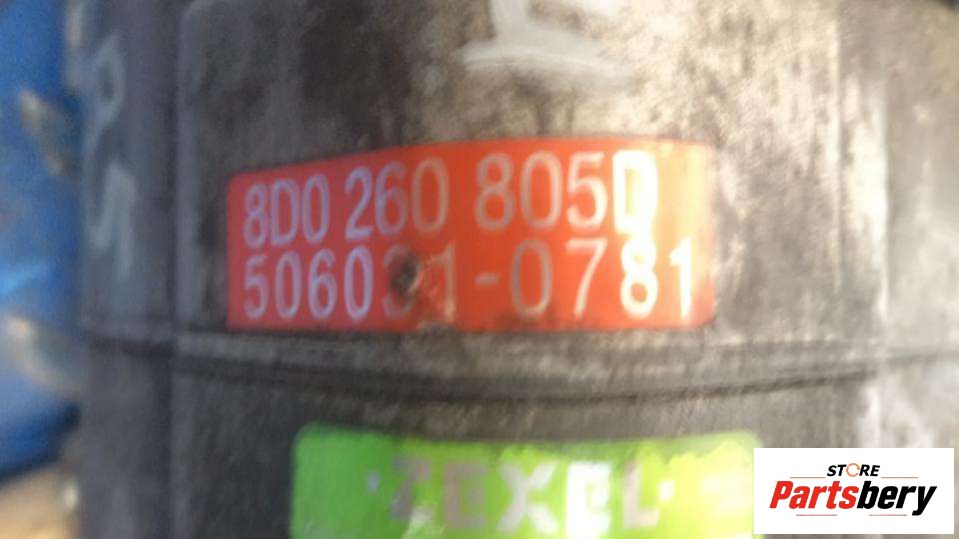 8D0 260 805D
506031-0781
ZEXEL
STORE
Partsbery